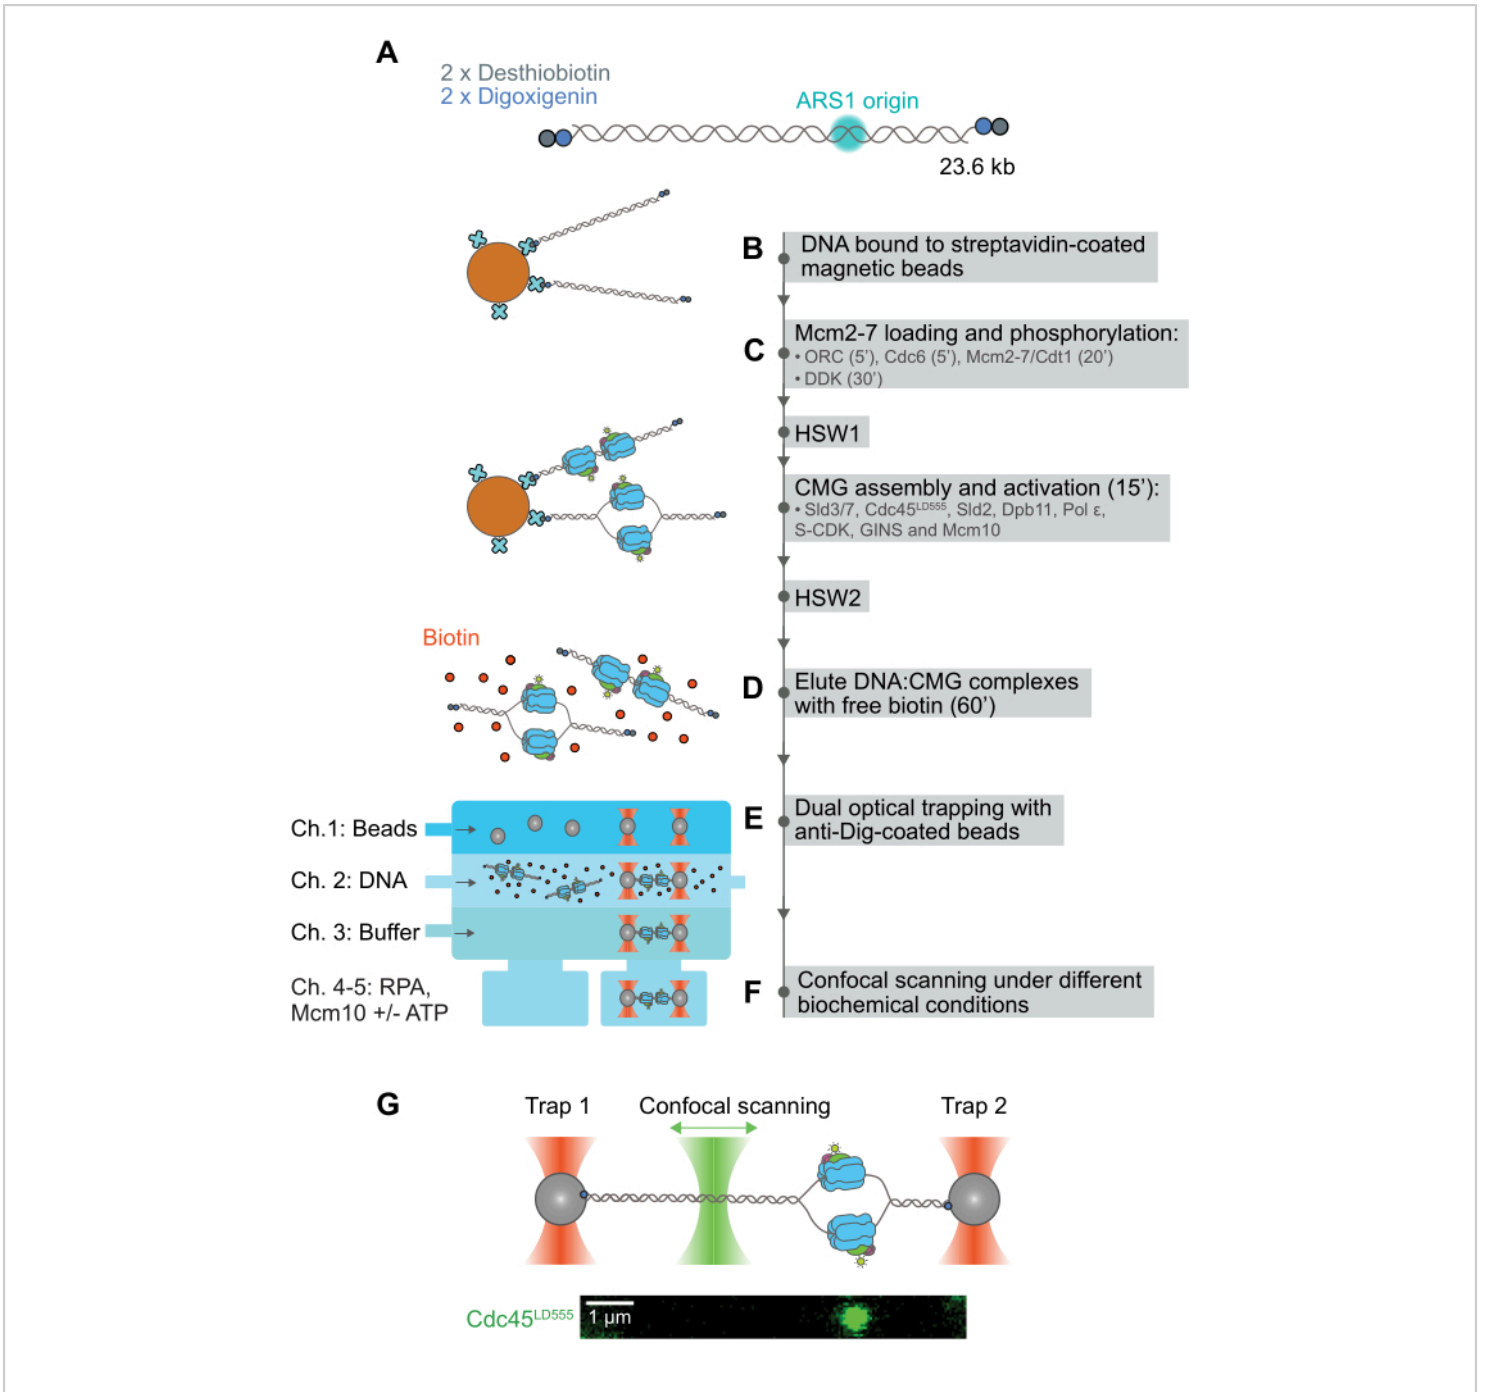 A
2 x Desthiobiotin
2 x Digoxigenin
ARS1 origin
23.6 kb
B
DNA bound to streptavidin-coated
magnetic beads
C
Mcm2-7 loading and phosphorylation:
• ORC (5’), Cdc6 (5’), Mcm2-7/Cdt1 (20’)
• DDK (30’)
HSW1
CMG assembly and activation (15’):
• Sld3/7, Cdc45LD555, Sld2, Dpb11, Pol ε,
S-CDK, GINS and Mcm10
HSW2
Biotin
D
Elute DNA:CMG complexes
with free biotin (60’)
E
Dual optical trapping with
anti-Dig-coated beads
Ch.1: Beads
Ch. 2: DNA
Ch. 3: Buffer
Ch. 4-5: RPA,
Mcm10 +/- ATP
F
Confocal scanning under different
biochemical conditions
G
Trap 1
Confocal scanning
Trap 2
Cdc45LD555
1 µm